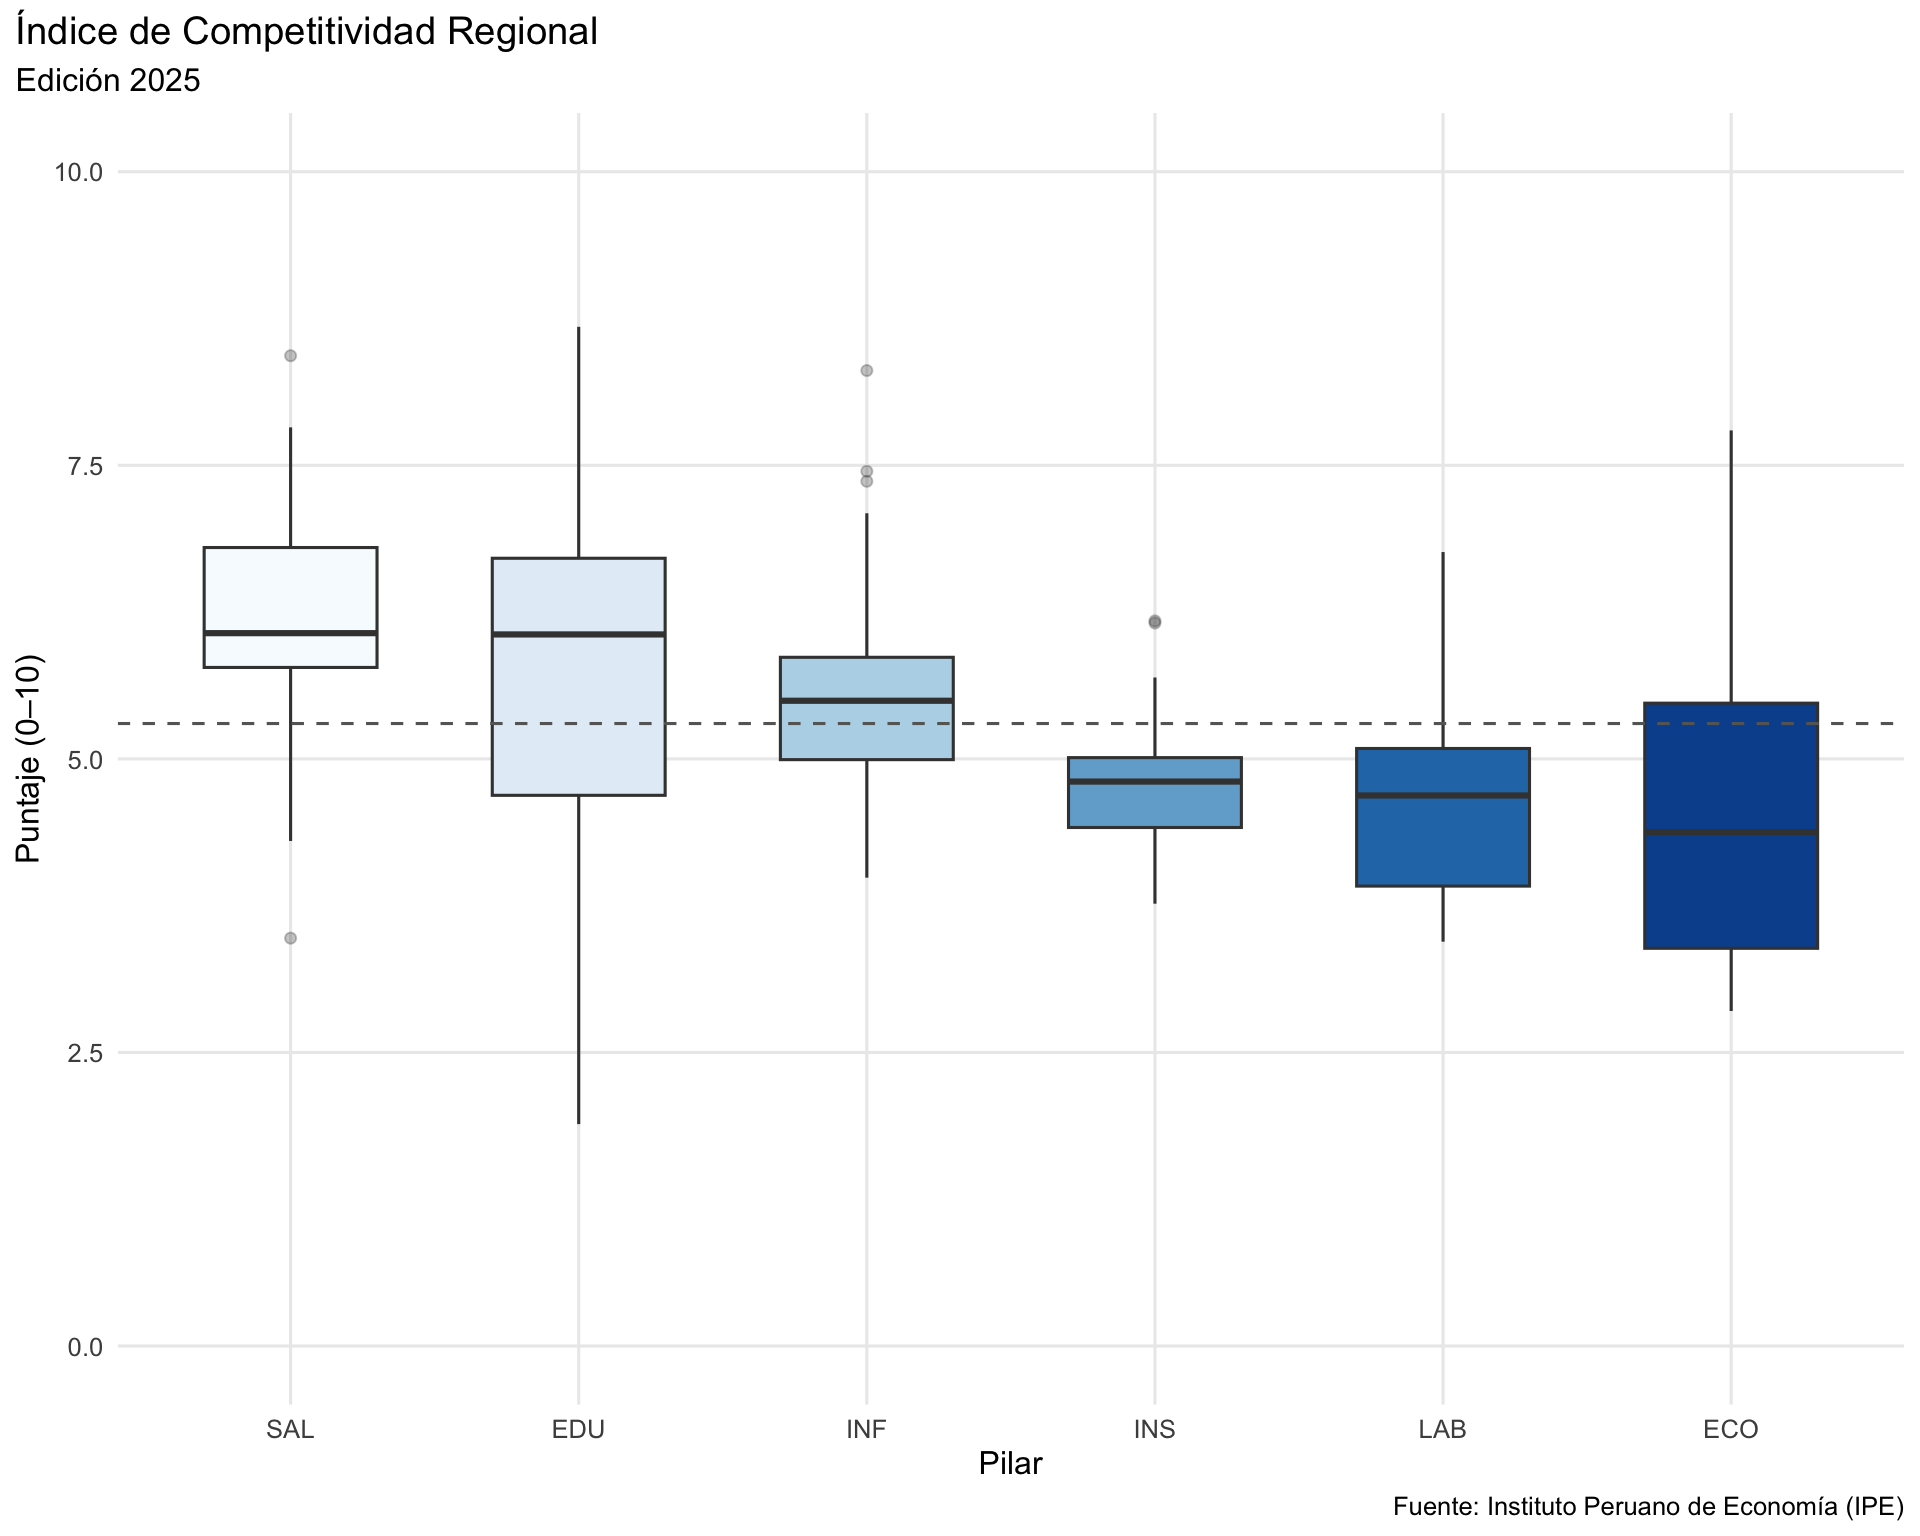 Índice de Competitividad Regional
Edición 2025
Puntaje (0–10)
10.0
7.5
5.0
2.5
0.0
SAL EDU INF INS LAB ECO
Pilar
Fuente: Instituto Peruano de Economía (IPE)